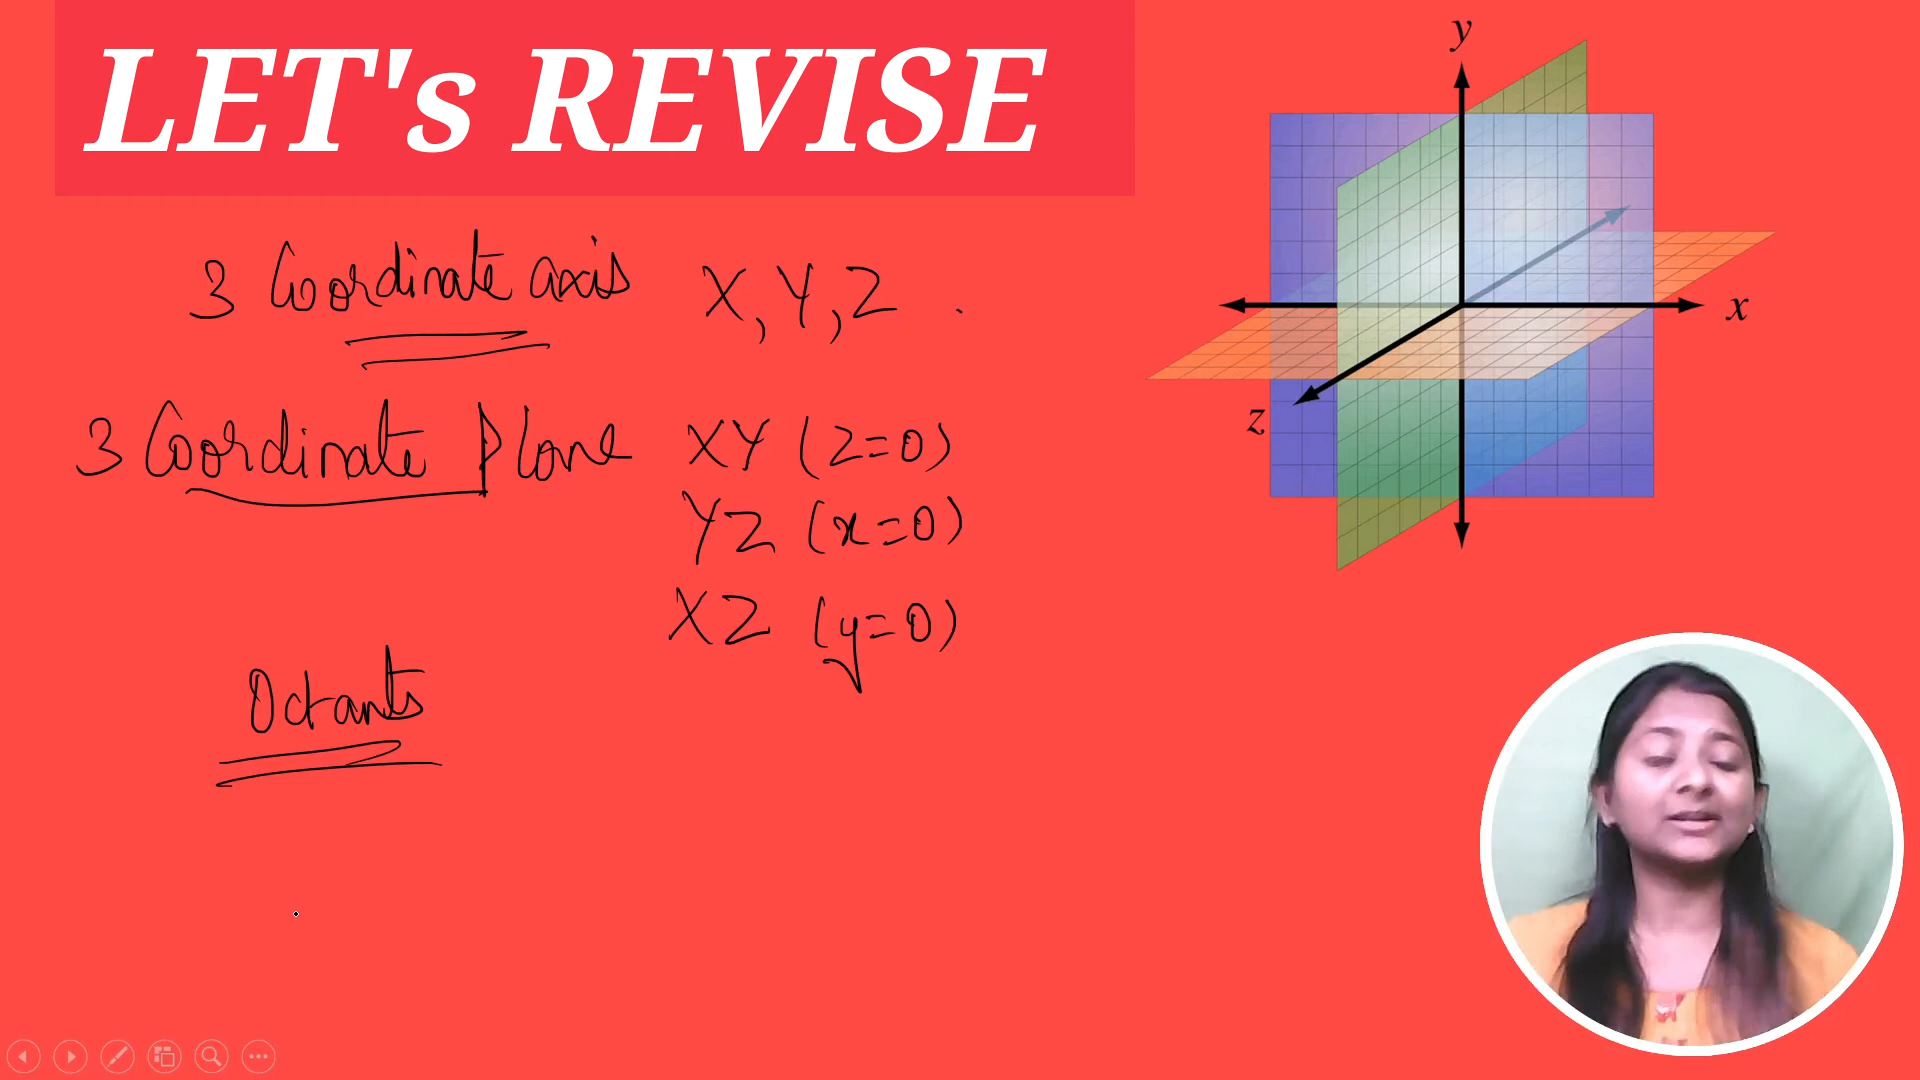 LET's REVISE
3 Coordinate axis X, Y, Z .
3 Coordinate Plane XY (z=0)
YZ (x=0)
XZ (y=0)
Octants
y
x
z